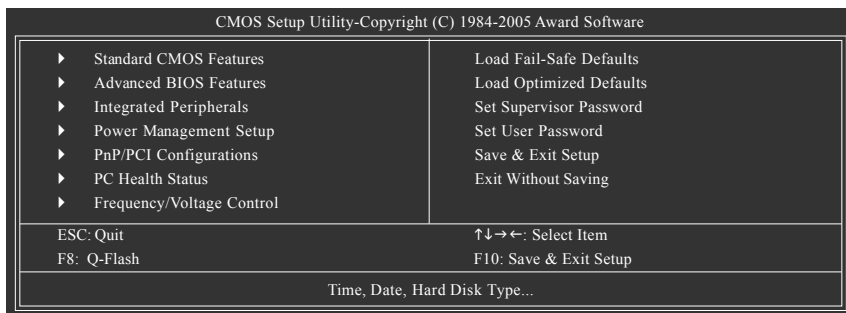 CMOS Setup Utility-Copyright (C) 1984-2005 Award Software
Standard CMOS Features
Advanced BIOS Features
Integrated Peripherals
Power Management Setup
PnP/PCI Configurations
PC Health Status
Frequency/Voltage Control
Load Fail-Safe Defaults
Load Optimized Defaults
Set Supervisor Password
Set User Password
Save & Exit Setup
Exit Without Saving
ESC: Quit
↑↓→←: Select Item
F8: Q-Flash
F10: Save & Exit Setup
Time, Date, Hard Disk Type...